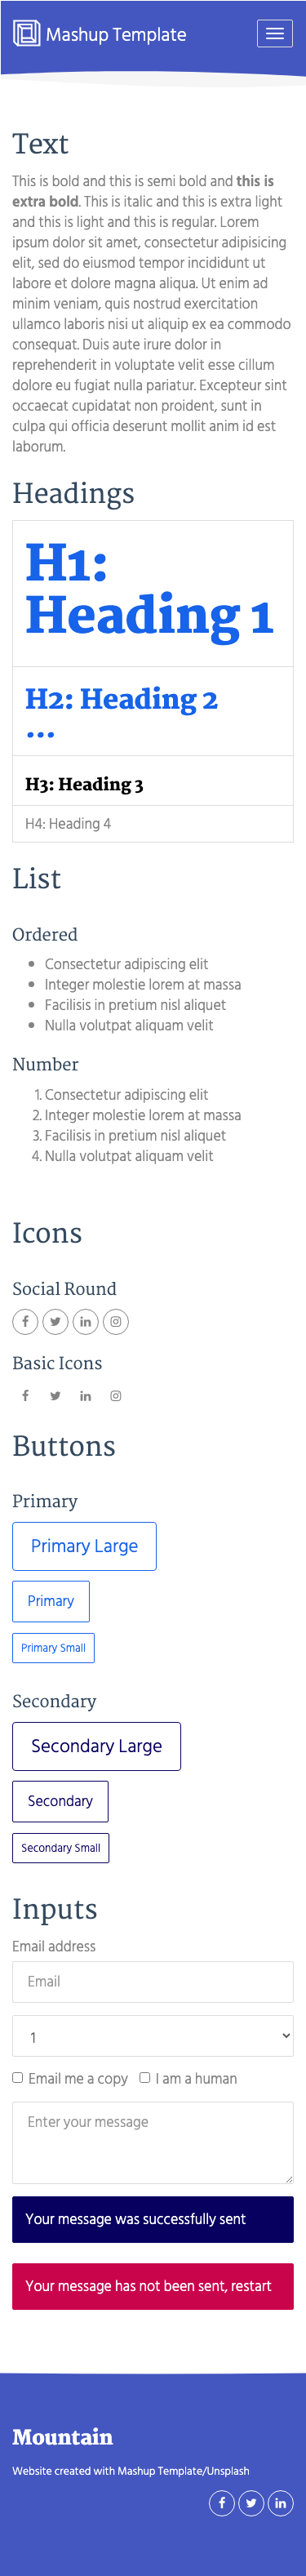 Mashup Template
Text
This is bold and this is semi bold and this is
extra bold. This is italic and this is extra light
and this is light and this is regular. Lorem
ipsum dolor sit amet, consectetur adipisicing
elit, sed do eiusmod tempor incididunt ut
labore et dolore magna aliqua. Ut enim ad
minim veniam, quis nostrud exercitation
ullamco laboris nisi ut aliquip ex ea commodo
consequat. Duis aute irure dolor in
reprehenderit in voluptate velit esse cillum
dolore eu fugiat nulla pariatur. Excepteur sint
occaecat cupidatat non proident, sunt in
culpa qui officia deserunt mollit anim id est
laborum.
Headings
H1:
Heading 1
H2: Heading 2
...
H3: Heading 3
H4: Heading 4
List
Ordered
Consectetur adipiscing elit
Integer molestie lorem at massa
Facilisis in pretium nisl aliquet
Nulla volutpat aliquam velit
Number
1. Consectetur adipiscing elit
2. Integer molestie lorem at massa
3. Facilisis in pretium nisl aliquet
4. Nulla volutpat aliquam velit
Icons
Social Round
Basic Icons
Buttons
Primary
Primary Large
Primary
Primary Small
Secondary
Secondary Large
Secondary
Secondary Small
Inputs
Email address
Email
1
Email me a copy I am a human
Enter your message
Your message was successfully sent
Your message has not been sent, restart
Mountain
Website created with Mashup Template/Unsplash